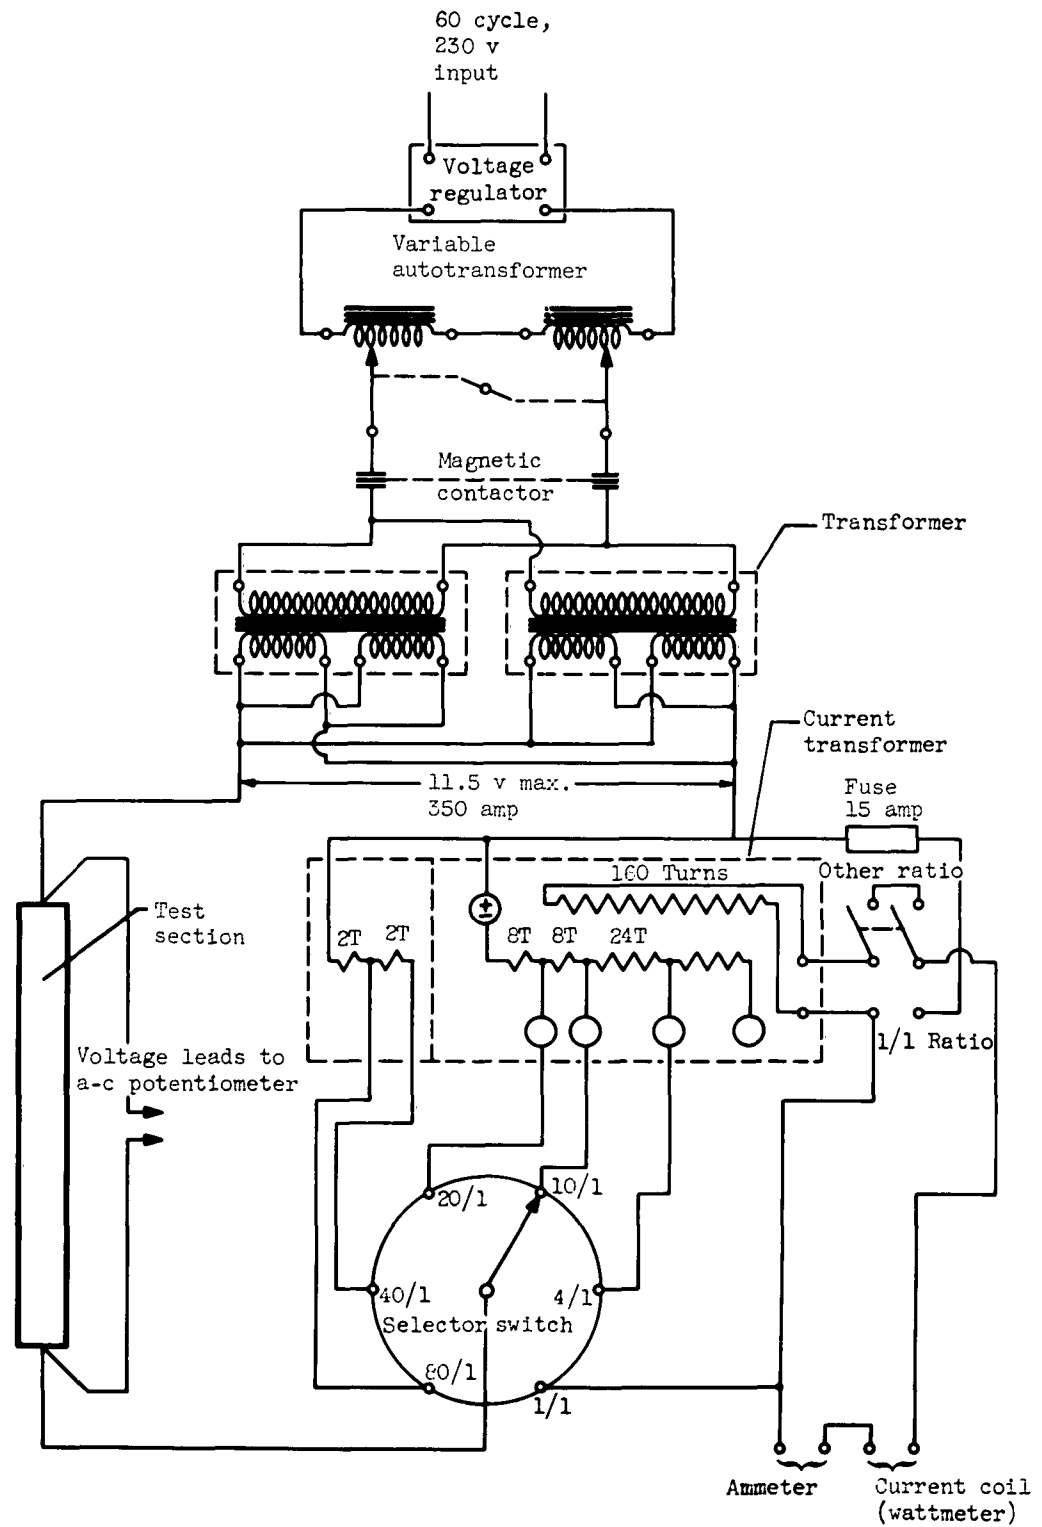 60 cycle,
230 v
input
Voltage
regulator
Variable
autotransformer
Magnetic
contactor
Transformer
Current
transformer
11.5 v max.
350 amp
Fuse
15 amp
Other ratio
160 Turns
Test
section
2T
2T
8T
8T
24T
±
1/1 Ratio
Voltage leads to
a-c potentiometer
20/1
10/1
40/1
4/1
Selector switch
80/1
1/1
Ammeter
Current coil
(wattmeter)